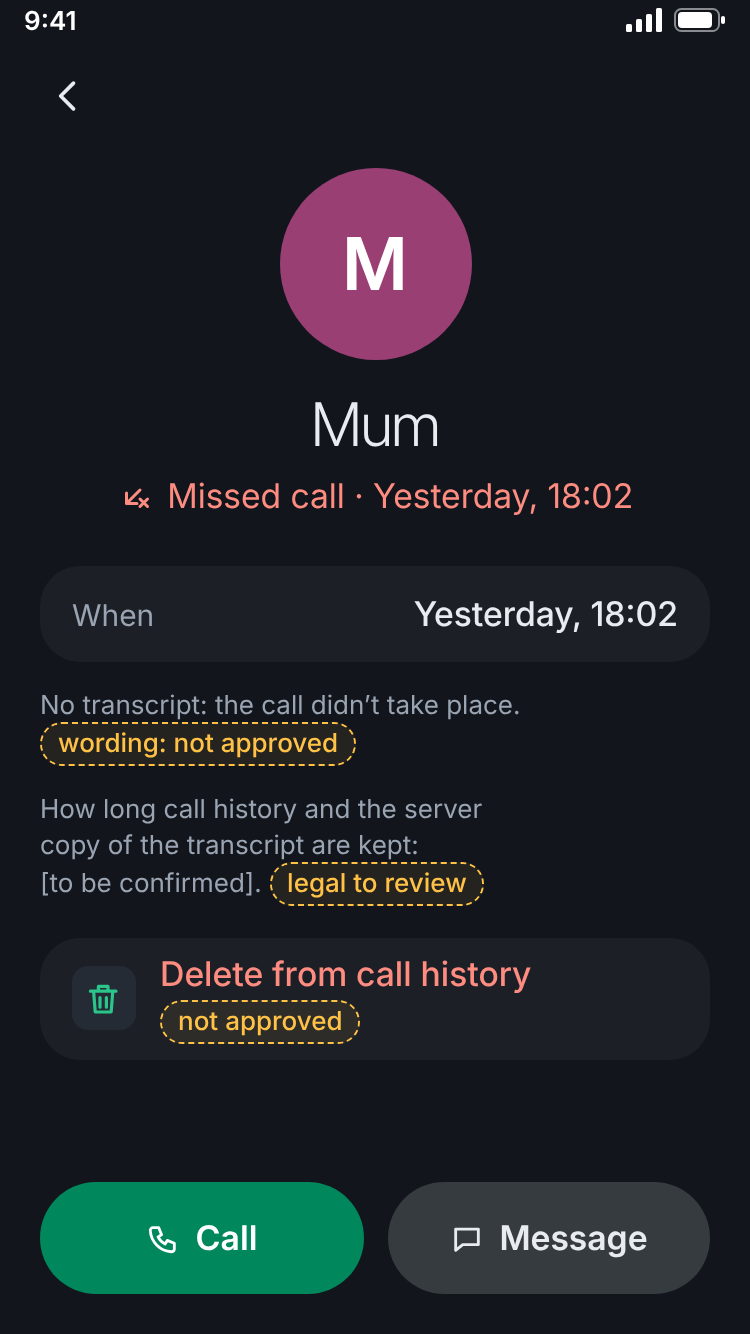 9:41
M
Mum
Missed call · Yesterday, 18:02
When Yesterday, 18:02
No transcript: the call didn’t take place.
wording: not approved
How long call history and the server
copy of the transcript are kept:
[to be confirmed]. legal to review
Delete from call history
not approved
Call Message